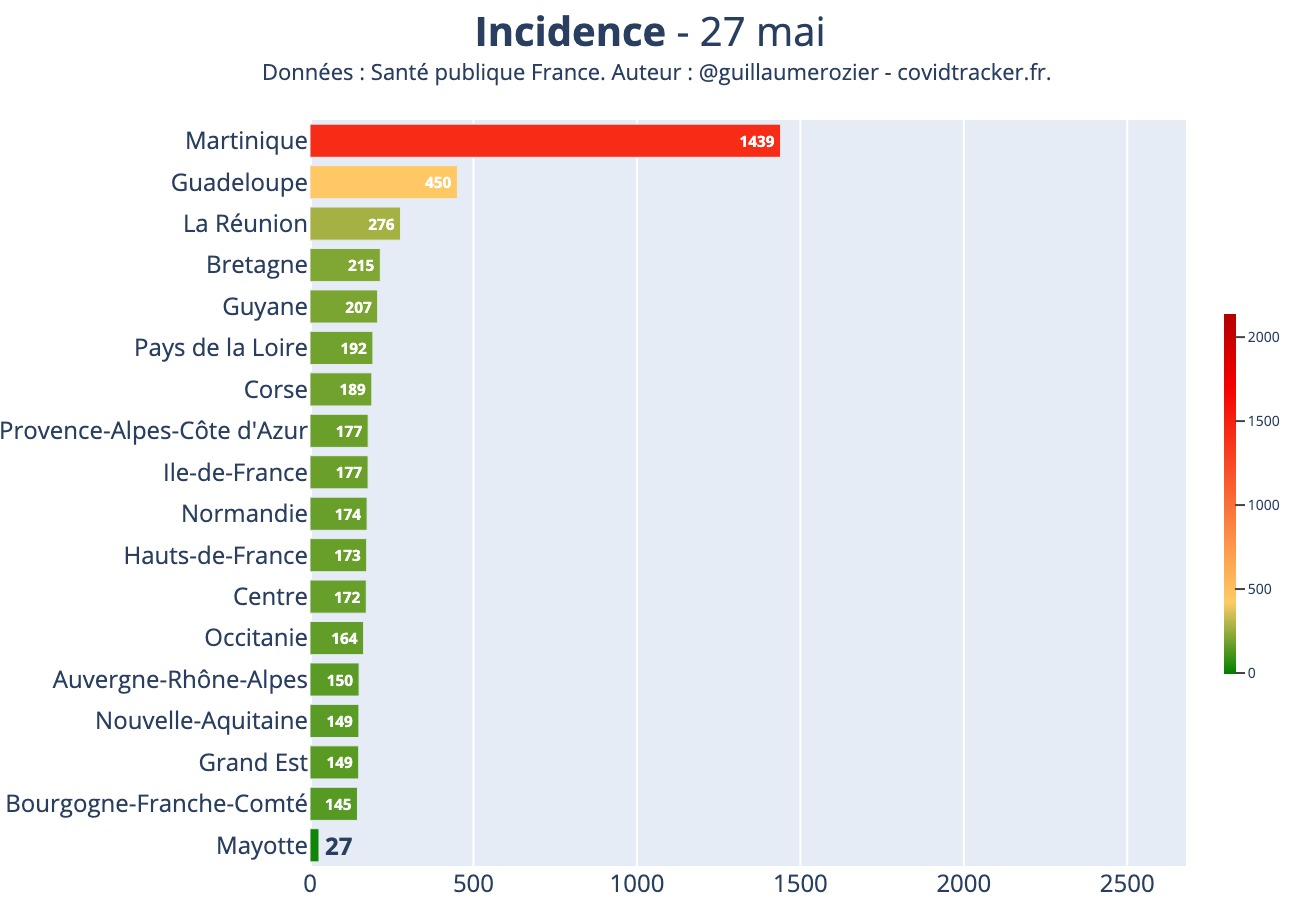 Incidence - 27 mai
Données : Santé publique France. Auteur : @guillaumerozier - covidtracker.fr.
Martinique 1439
Guadeloupe 450
La Réunion 276
Bretagne 215
Guyane 207
Pays de la Loire 192
Corse 189
Provence-Alpes-Côte d'Azur 177
Ile-de-France 177
Normandie 174
Hauts-de-France 173
Centre 172
Occitanie 164
Auvergne-Rhône-Alpes 150
Nouvelle-Aquitaine 149
Grand Est 149
Bourgogne-Franche-Comté 145
Mayotte 27
0 500 1000 1500 2000 2500
2000
1500
1000
500
0